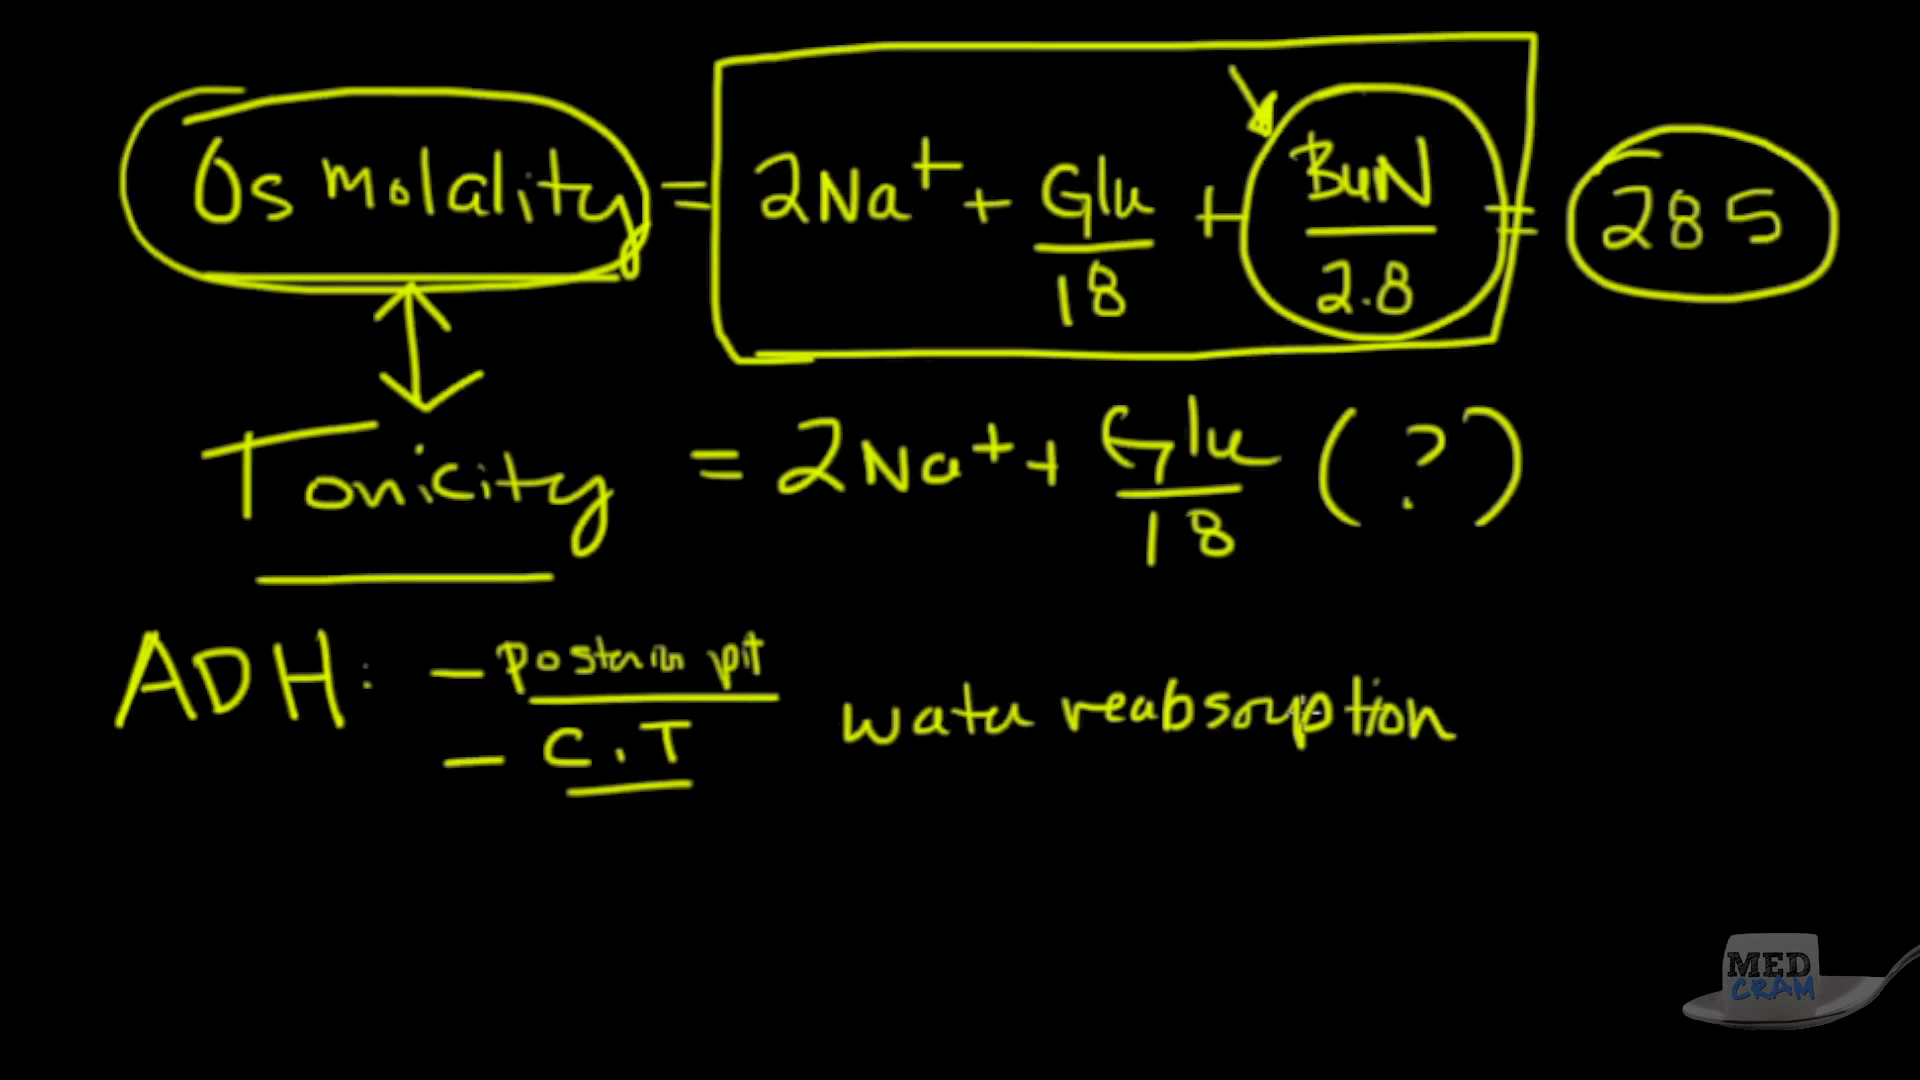 Osmolality = 2Na+ + Glu/18 + BUN/2.8 = 285
Tonicity = 2Na+ + Glu/18 (?)
ADH: - Posterior pit
- C.T water reabsorption
MED
CRAM